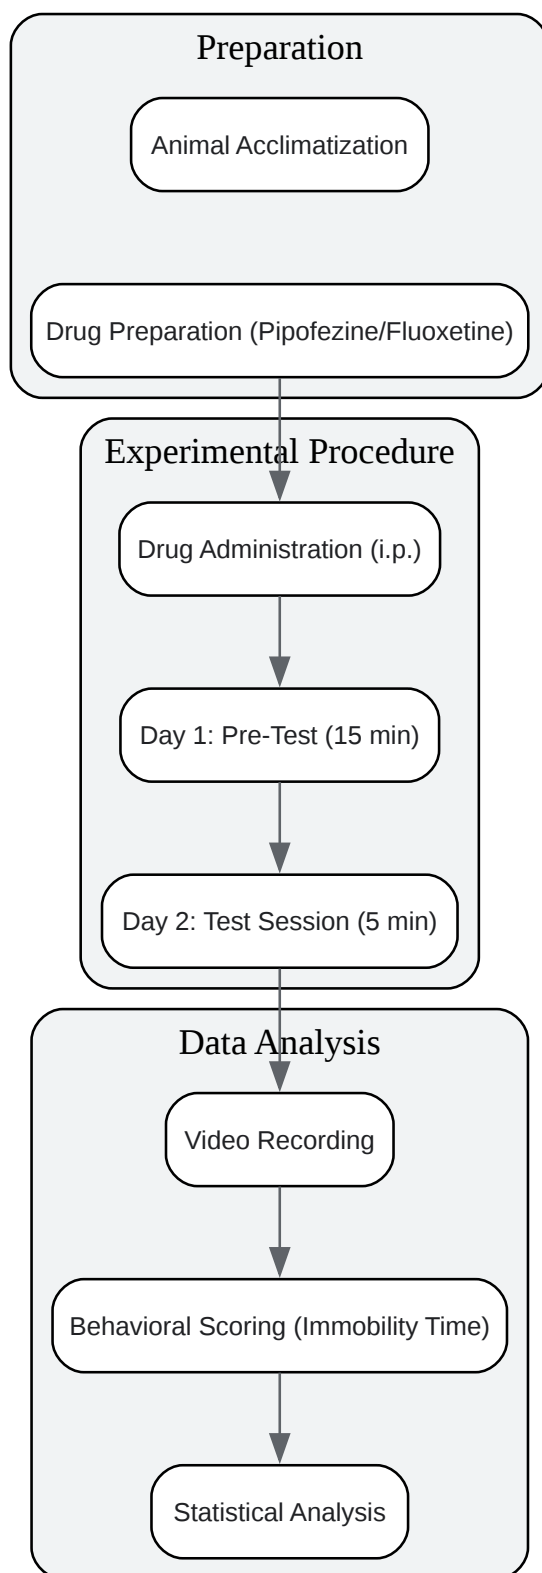 Preparation
Animal Acclimatization
Drug Preparation (Pipofezine/Fluoxetine)
Experimental Procedure
Drug Administration (i.p.)
Day 1: Pre-Test (15 min)
Day 2: Test Session (5 min)
Data Analysis
Video Recording
Behavioral Scoring (Immobility Time)
Statistical Analysis